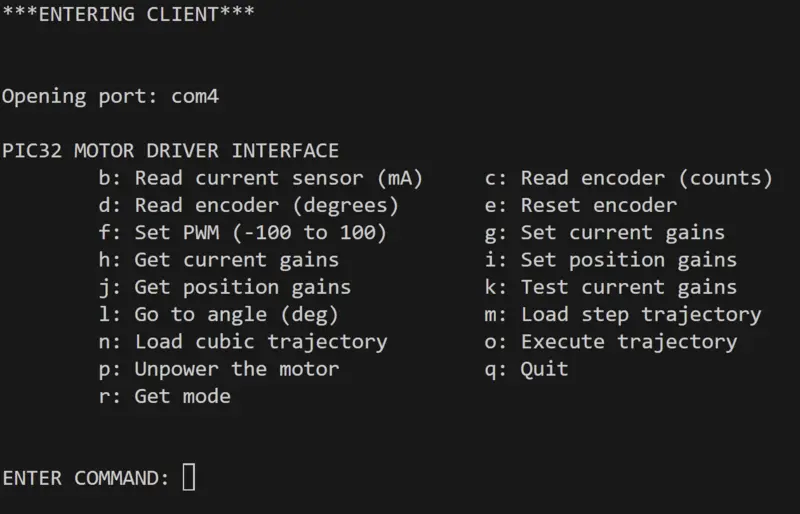 ***ENTERING CLIENT***
Opening port: com4
PIC32 MOTOR DRIVER INTERFACE
b: Read current sensor (mA) c: Read encoder (counts)
d: Read encoder (degrees) e: Reset encoder
f: Set PWM (-100 to 100) g: Set current gains
h: Get current gains i: Set position gains
j: Get position gains k: Test current gains
l: Go to angle (deg) m: Load step trajectory
n: Load cubic trajectory o: Execute trajectory
p: Unpower the motor q: Quit
r: Get mode
ENTER COMMAND: